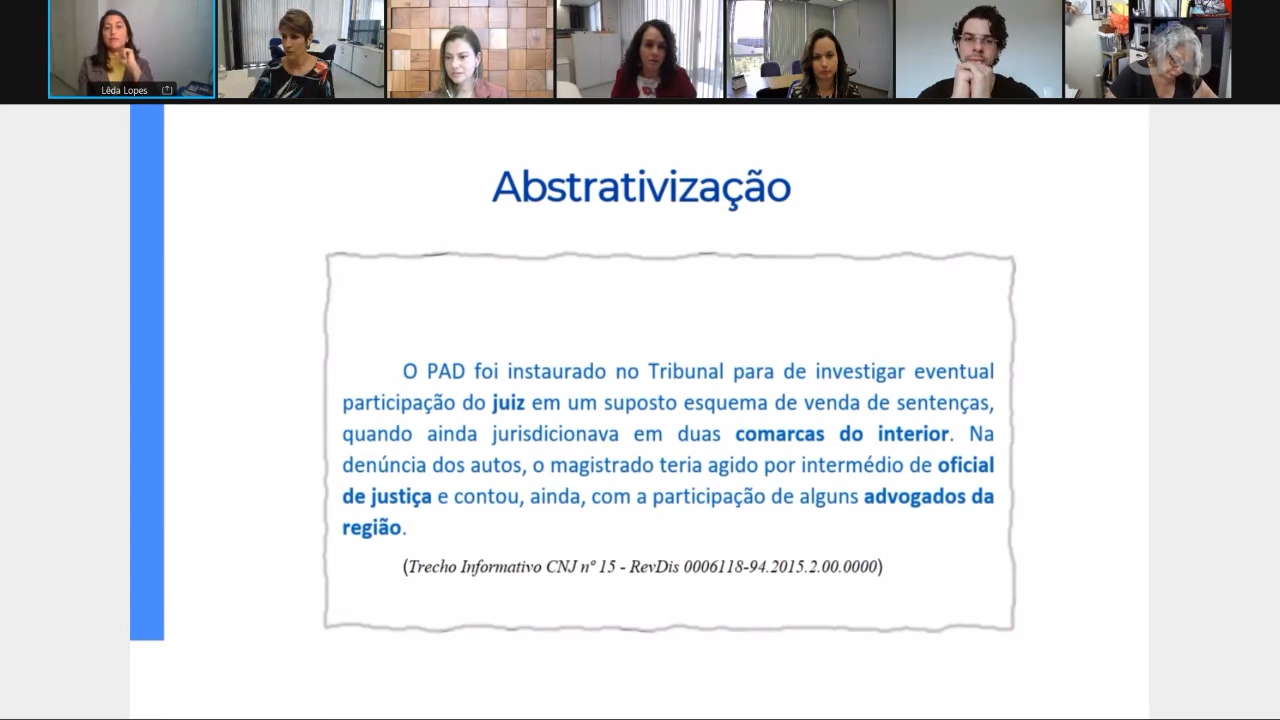 Lêda Lopes
Abstrativização
O PAD foi instaurado no Tribunal para de investigar eventual
participação do juiz em um suposto esquema de venda de sentenças,
quando ainda jurisdicionava em duas comarcas do interior. Na
denúncia dos autos, o magistrado teria agido por intermédio de oficial
de justiça e contou, ainda, com a participação de alguns advogados da
região.
(Trecho Informativo CNJ nº 15 - RevDis 0006118-94.2015.2.00.0000)